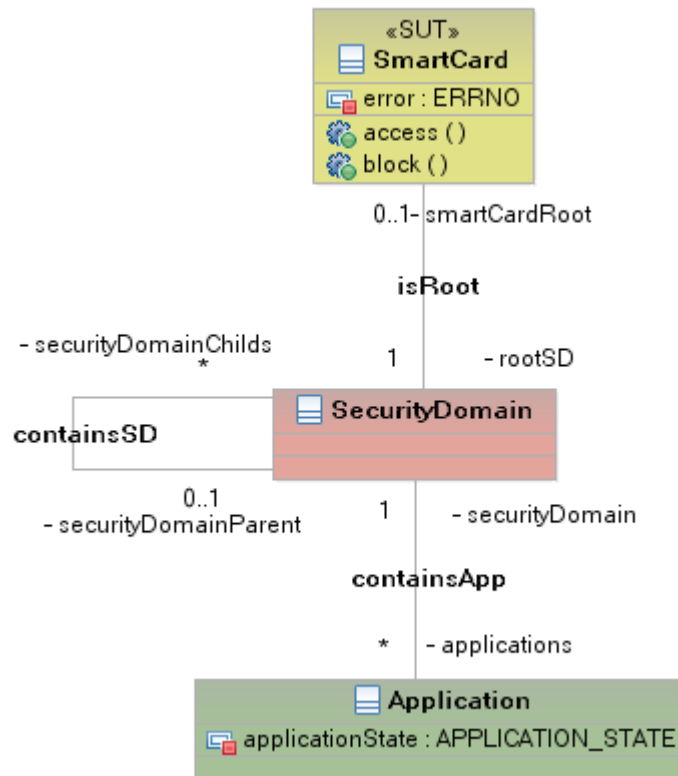 «SUT»
SmartCard
error : ERRNO
access ( )
block ( )
0..1 - smartCardRoot
isRoot
- securityDomainChilds
*
1 - rootSD
SecurityDomain
containsSD
0..1
- securityDomainParent
1 - securityDomain
containsApp
* - applications
Application
applicationState : APPLICATION_STATE